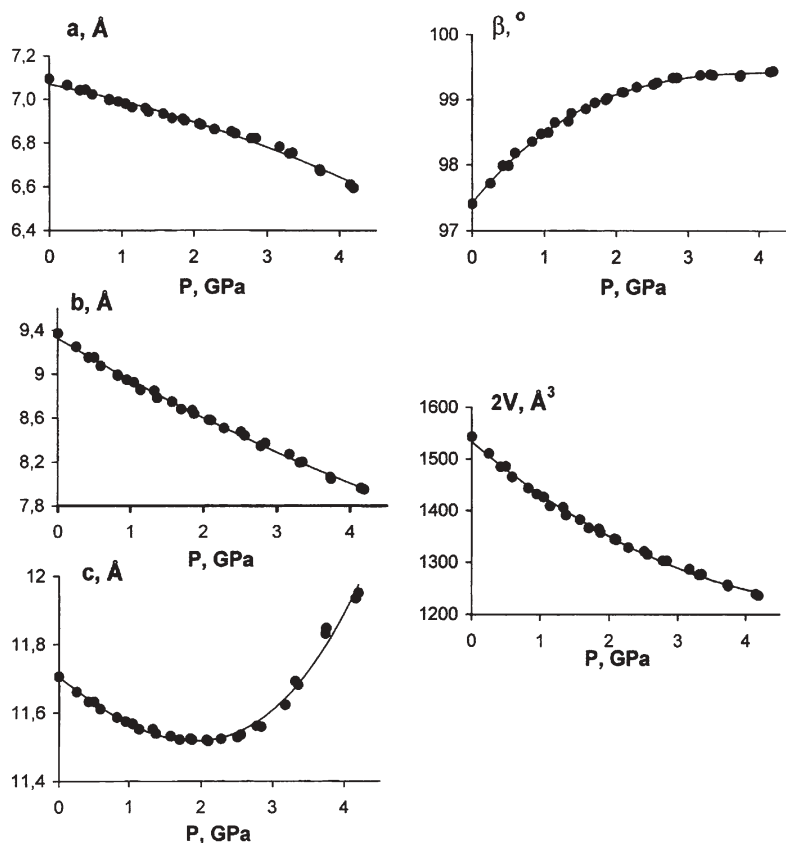 a, Å
7,2
7,0
6,8
6,6
6,4
0 1 2 3 4
P, GPa
β, °
100
99
98
97
0 1 2 3 4
P, GPa
b, Å
9,4
9
8,6
8,2
7,8
0 1 2 3 4
P, GPa
2V, Å³
1600
1500
1400
1300
1200
0 1 2 3 4
P, GPa
c, Å
12
11,8
11,6
11,4
0 1 2 3 4
P, GPa